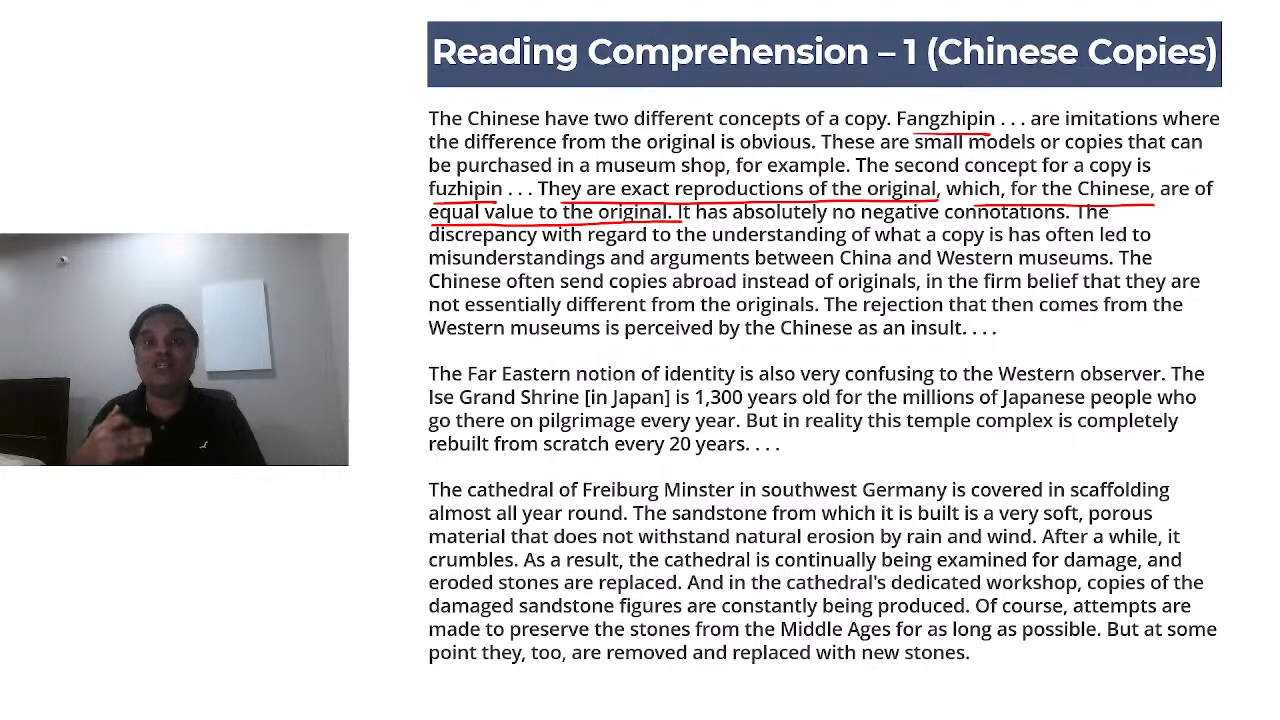 Reading Comprehension – 1 (Chinese Copies)
The Chinese have two different concepts of a copy. Fangzhipin . . . are imitations where
the difference from the original is obvious. These are small models or copies that can
be purchased in a museum shop, for example. The second concept for a copy is
fuzhipin . . . They are exact reproductions of the original, which, for the Chinese, are of
equal value to the original. It has absolutely no negative connotations. The
discrepancy with regard to the understanding of what a copy is has often led to
misunderstandings and arguments between China and Western museums. The
Chinese often send copies abroad instead of originals, in the firm belief that they are
not essentially different from the originals. The rejection that then comes from the
Western museums is perceived by the Chinese as an insult. . . .
The Far Eastern notion of identity is also very confusing to the Western observer. The
Ise Grand Shrine [in Japan] is 1,300 years old for the millions of Japanese people who
go there on pilgrimage every year. But in reality this temple complex is completely
rebuilt from scratch every 20 years. . . .
The cathedral of Freiburg Minster in southwest Germany is covered in scaffolding
almost all year round. The sandstone from which it is built is a very soft, porous
material that does not withstand natural erosion by rain and wind. After a while, it
crumbles. As a result, the cathedral is continually being examined for damage, and
eroded stones are replaced. And in the cathedral's dedicated workshop, copies of the
damaged sandstone figures are constantly being produced. Of course, attempts are
made to preserve the stones from the Middle Ages for as long as possible. But at some
point they, too, are removed and replaced with new stones.